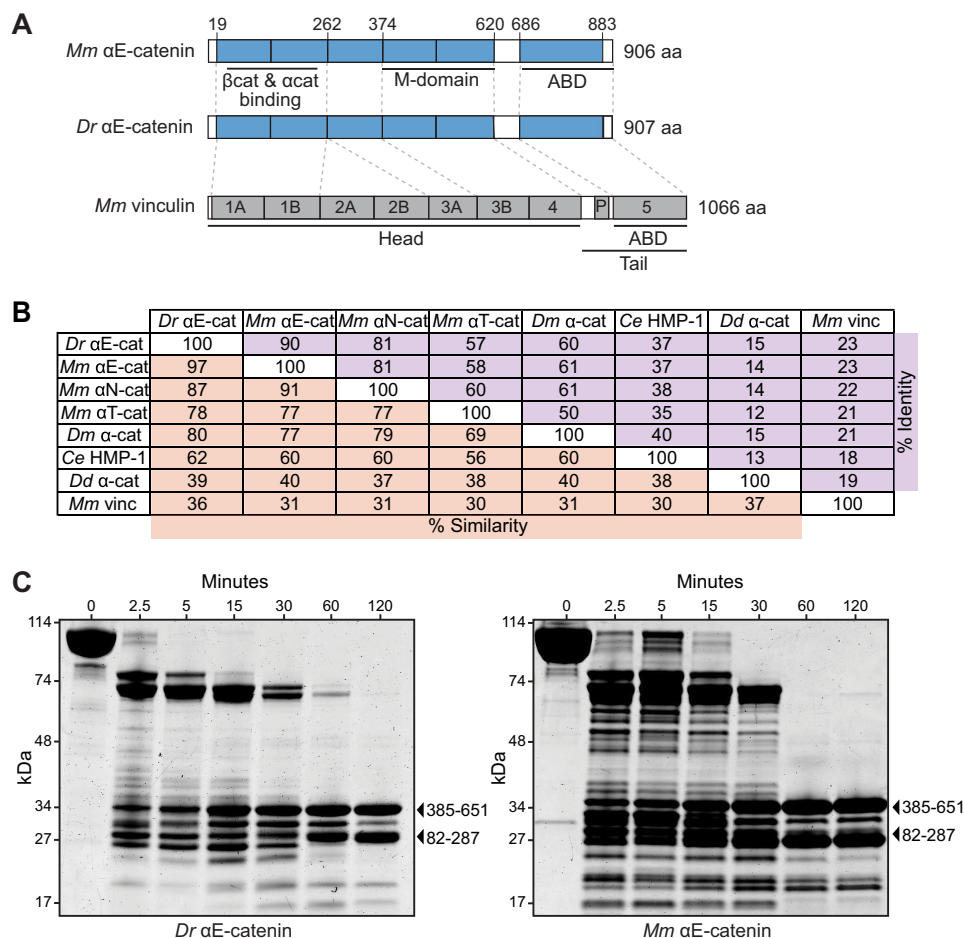 A
19 262 374 620 686 883
Mm αE-catenin 906 aa
βcat & αcat
binding
M-domain
ABD
Dr αE-catenin 907 aa
Mm vinculin 1A 1B 2A 2B 3A 3B 4 P 5 1066 aa
Head
ABD
Tail
B
Dr αE-cat Mm αE-cat Mm αN-cat Mm αT-cat Dm α-cat Ce HMP-1 Dd α-cat Mm vinc
Dr αE-cat 100 90 81 57 60 37 15 23
Mm αE-cat 97 100 81 58 61 37 14 23
Mm αN-cat 87 91 100 60 61 38 14 22
Mm αT-cat 78 77 77 100 50 35 12 21
Dm α-cat 80 77 79 69 100 40 15 21
Ce HMP-1 62 60 60 56 60 100 13 18
Dd α-cat 39 40 37 38 40 38 100 19
Mm vinc 36 31 31 30 31 30 37 100
% Identity
% Similarity
C
Minutes
0 2.5 5 15 30 60 120
114
74
48
34
27
17
kDa
385-651
82-287
Dr αE-catenin
Minutes
0 2.5 5 15 30 60 120
114
74
48
34
27
17
kDa
385-651
82-287
Mm αE-catenin